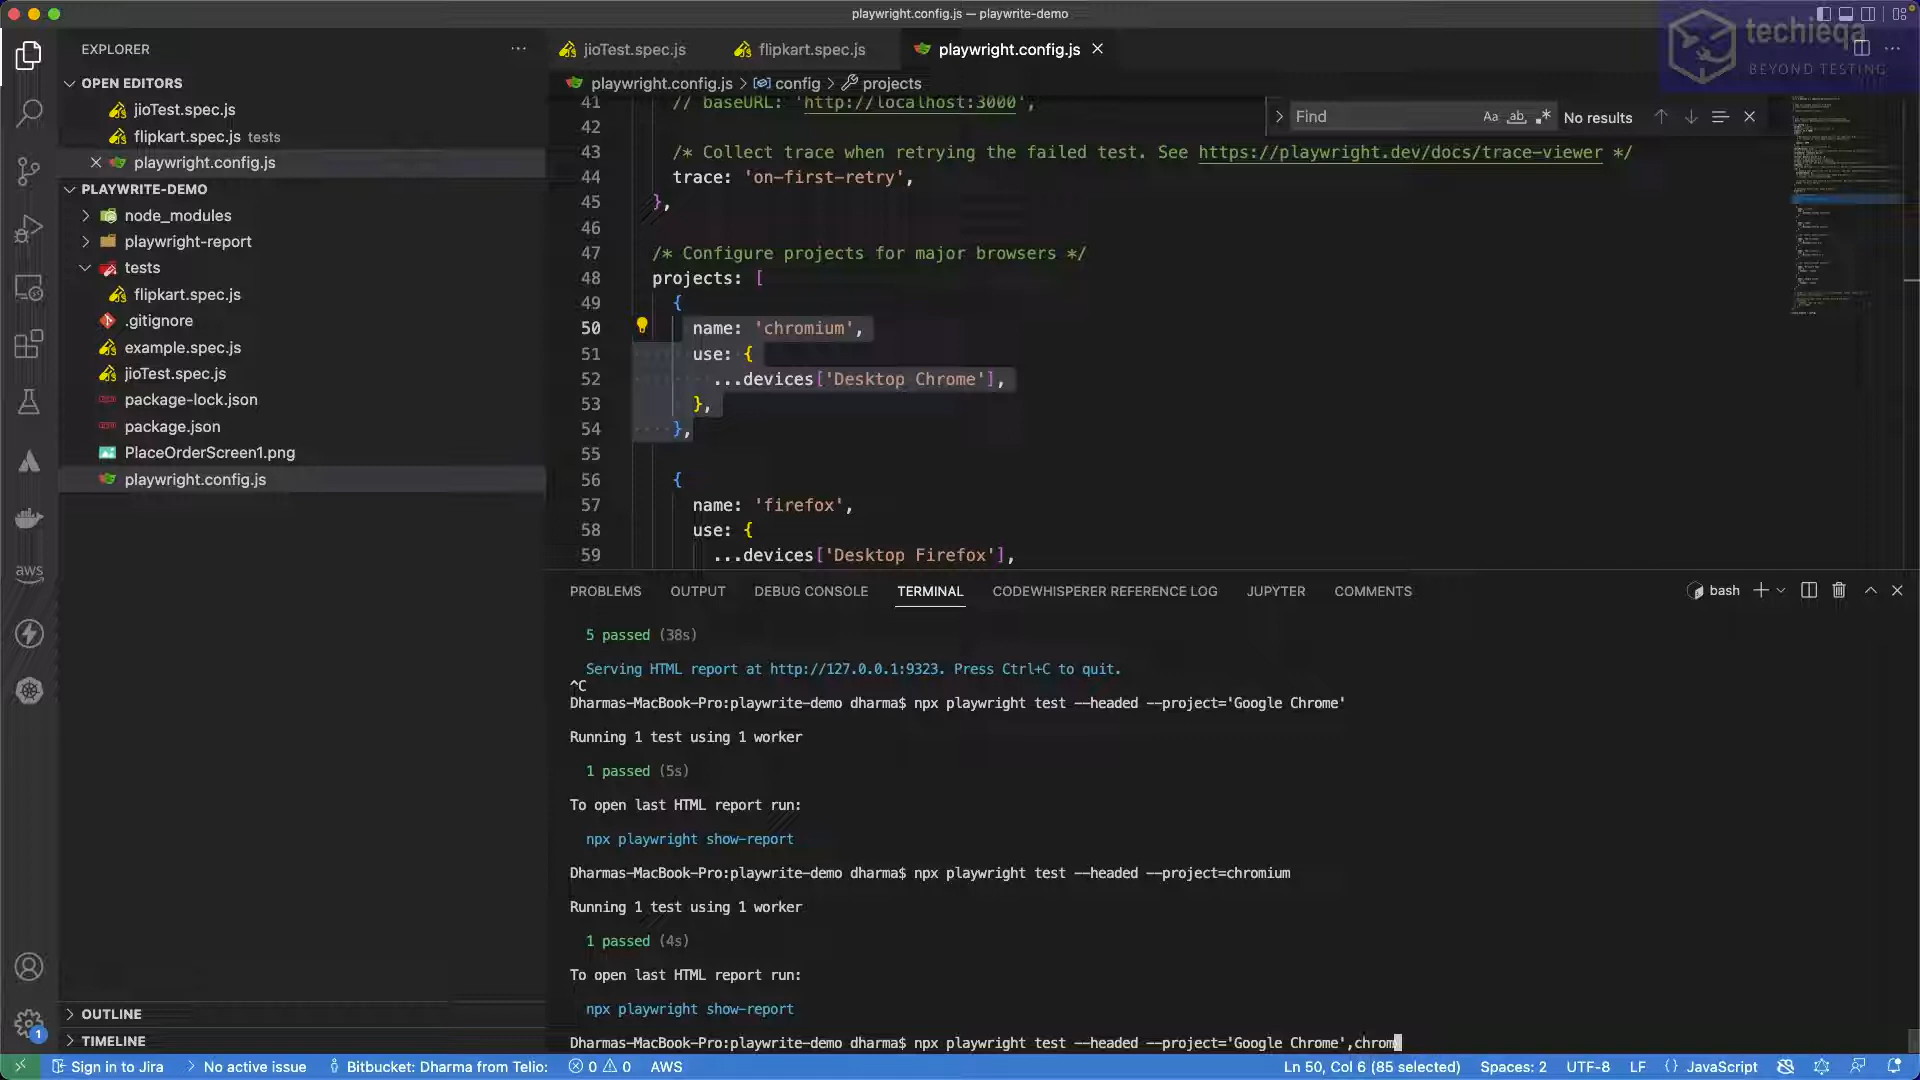 playwright.config.js — playwrite-demo
techieqa
BEYOND TESTING
EXPLORER
OPEN EDITORS
jioTest.spec.js
flipkart.spec.js tests
playwright.config.js
PLAYWRITE-DEMO
node_modules
playwright-report
tests
flipkart.spec.js
.gitignore
example.spec.js
jioTest.spec.js
package-lock.json
package.json
PlaceOrderScreen1.png
playwright.config.js
OUTLINE
TIMELINE
1
jioTest.spec.js flipkart.spec.js playwright.config.js
playwright.config.js > config > projects
Find Aa ab .* No results
41 // baseURL: 'http://localhost:3000',
42
43 /* Collect trace when retrying the failed test. See https://playwright.dev/docs/trace-viewer */
44 trace: 'on-first-retry',
45 },
46
47 /* Configure projects for major browsers */
48 projects: [
49 {
50 name: 'chromium',
51 use: {
52 ...devices['Desktop Chrome'],
53 },
54 },
55
56 {
57 name: 'firefox',
58 use: {
59 ...devices['Desktop Firefox'],
PROBLEMS OUTPUT DEBUG CONSOLE TERMINAL CODEWHISPERER REFERENCE LOG JUPYTER COMMENTS bash
5 passed (38s)
Serving HTML report at http://127.0.0.1:9323. Press Ctrl+C to quit.
^C
Dharmas-MacBook-Pro:playwrite-demo dharma$ npx playwright test --headed --project='Google Chrome'
Running 1 test using 1 worker
1 passed (5s)
To open last HTML report run:
npx playwright show-report
Dharmas-MacBook-Pro:playwrite-demo dharma$ npx playwright test --headed --project=chromium
Running 1 test using 1 worker
1 passed (4s)
To open last HTML report run:
npx playwright show-report
Dharmas-MacBook-Pro:playwrite-demo dharma$ npx playwright test --headed --project='Google Chrome',chrom
aws
Sign in to Jira No active issue Bitbucket: Dharma from Telio: 0 0 AWS Ln 50, Col 6 (85 selected) Spaces: 2 UTF-8 LF {} JavaScript